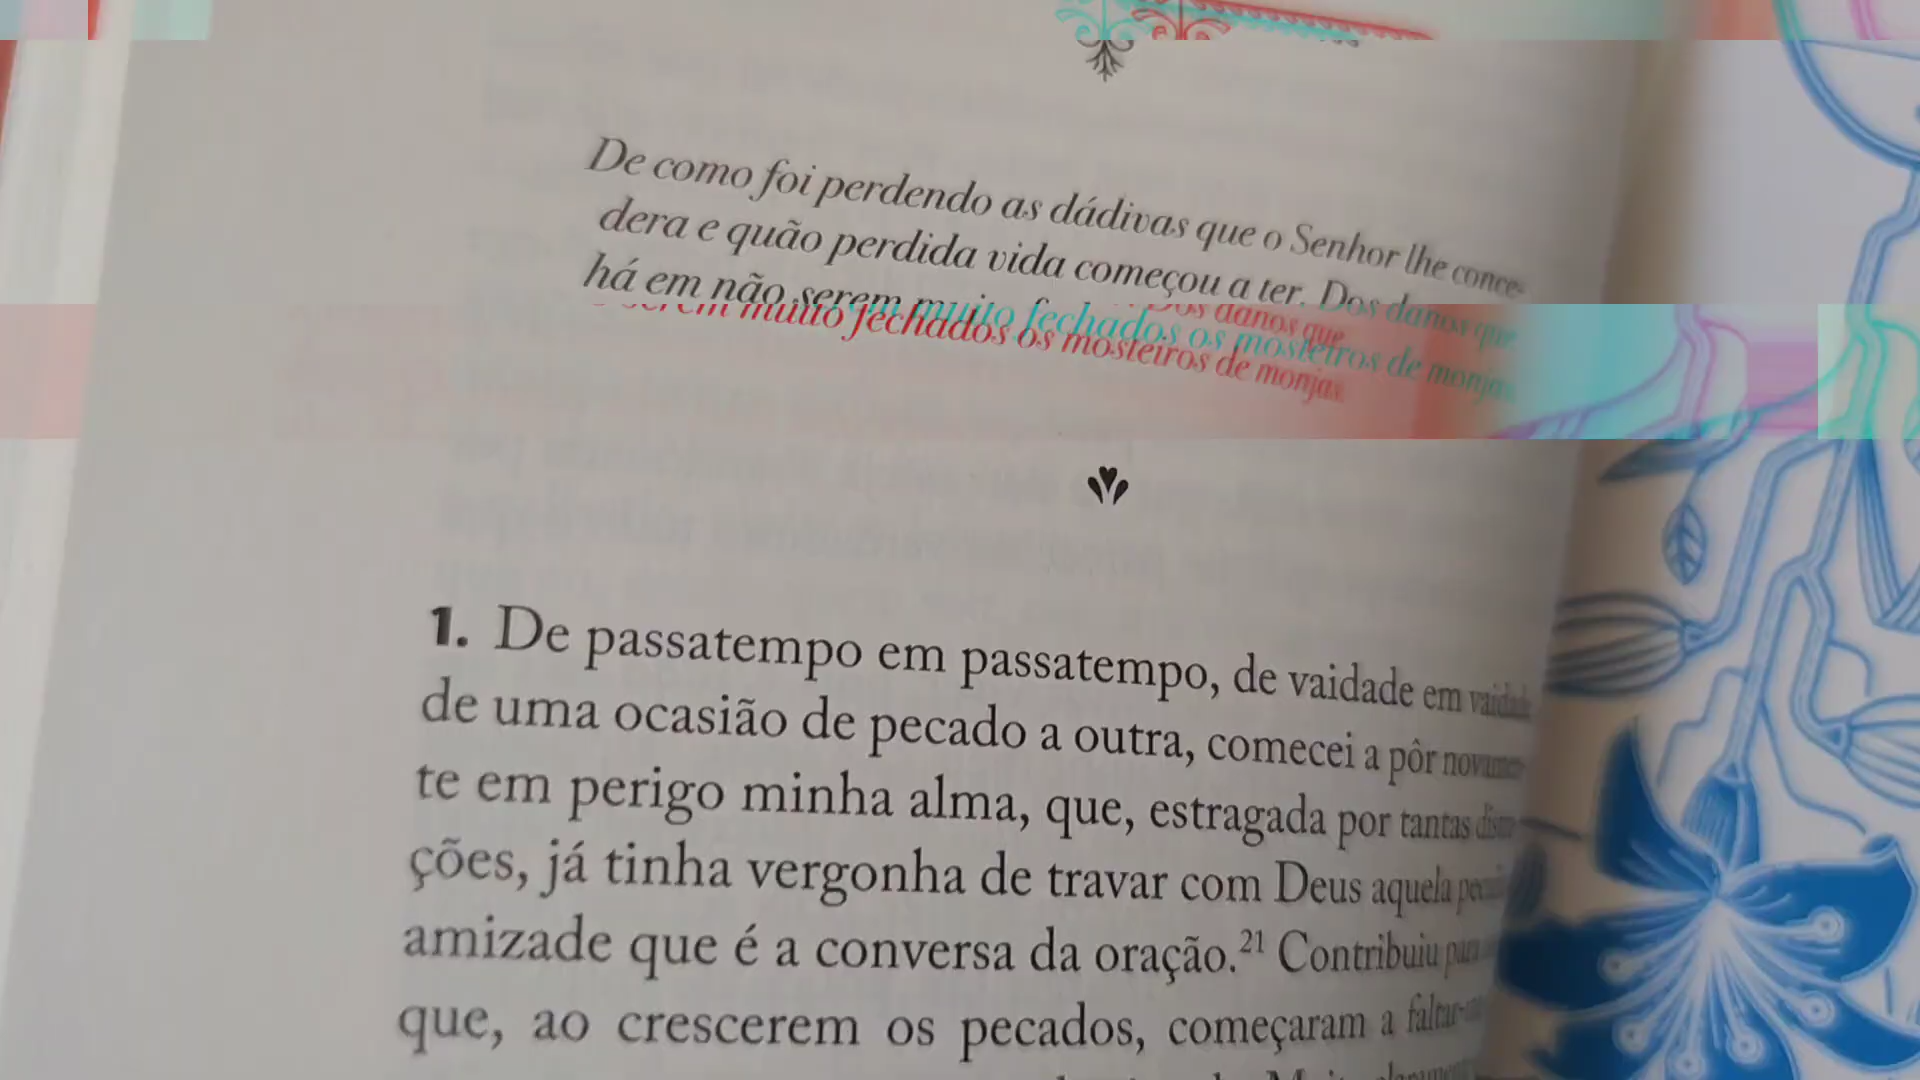 De como foi perdendo as dádivas que o Senhor lhe conce-
dera e quão perdida vida começou a ter. Dos danos que
há em não serem muito fechados os mosteiros de monjas.
1. De passatempo em passatempo, de vaidade em vaidade
de uma ocasião de pecado a outra, comecei a pôr novamen-
te em perigo minha alma, que, estragada por tantas
ções, já tinha vergonha de travar com Deus aquela
amizade que é a conversa da oração.²¹ Contribuiu para
que, ao crescerem os pecados, começaram a faltar-